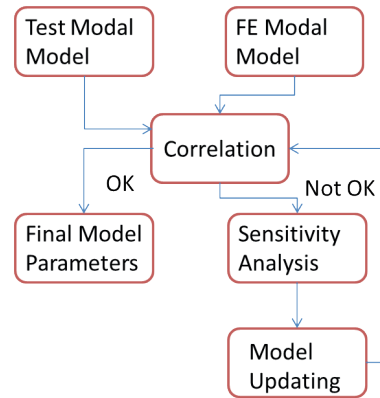 Test Modal
Model
FE Modal
Model
Correlation
OK
Not OK
Final Model
Parameters
Sensitivity
Analysis
Model
Updating